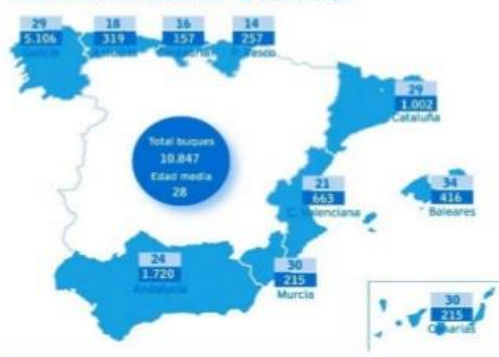 29
5.106
18
319
16
157
14
257
P. Vasco
29
1.002
Cataluña
Total buques
10.847
Edad media
28
21
663
C. Valenciana
34
416
Baleares
24
1.720
Andalucía
30
215
Murcia
30
215
Canarias